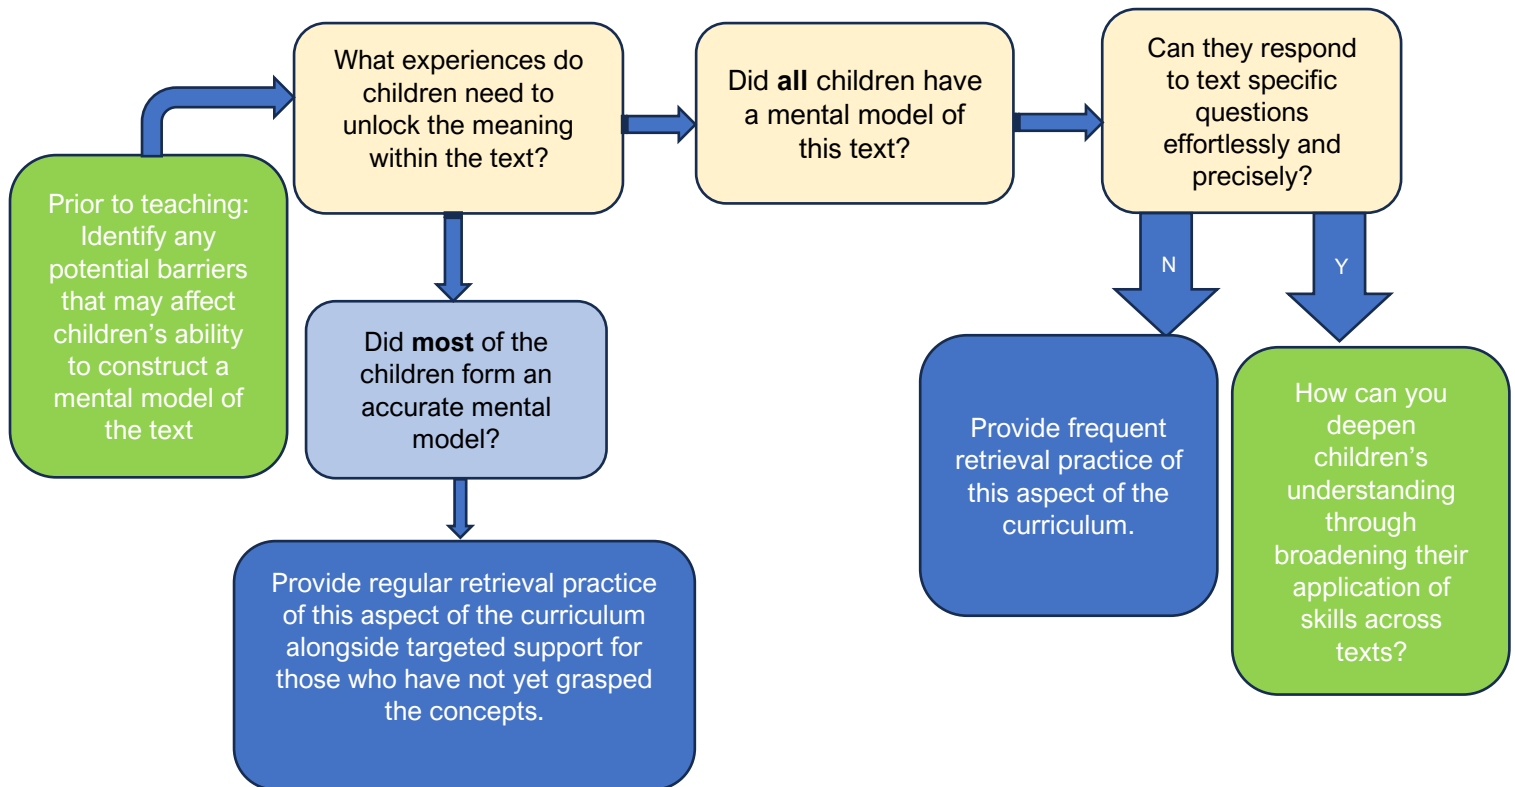 Prior to teaching:
Identify any
potential barriers
that may affect
children’s ability
to construct a
mental model of
the text
What experiences do
children need to
unlock the meaning
within the text?
Did all children have
a mental model of
this text?
Can they respond
to text specific
questions
effortlessly and
precisely?
Did most of the
children form an
accurate mental
model?
Provide regular retrieval practice
of this aspect of the curriculum
alongside targeted support for
those who have not yet grasped
the concepts.
N
Y
Provide frequent
retrieval practice of
this aspect of the
curriculum.
How can you
deepen
children’s
understanding
through
broadening their
application of
skills across
texts?